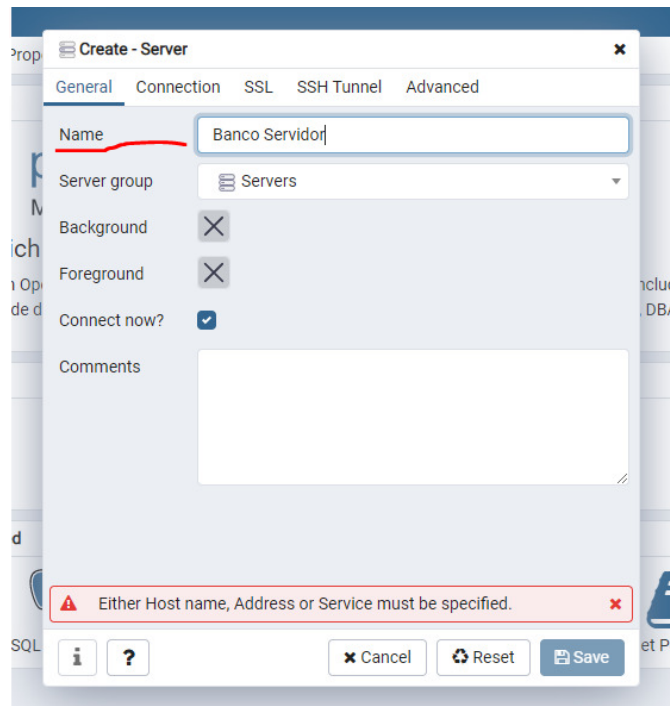 Prop
Create - Server
General Connection SSL SSH Tunnel Advanced
Name Banco Servidor
Server group Servers
Background
ich
Foreground
Op
de d
DBA
Connect now?
Comments
d
Either Host name, Address or Service must be specified.
SQL
et P
i ? Cancel Reset Save